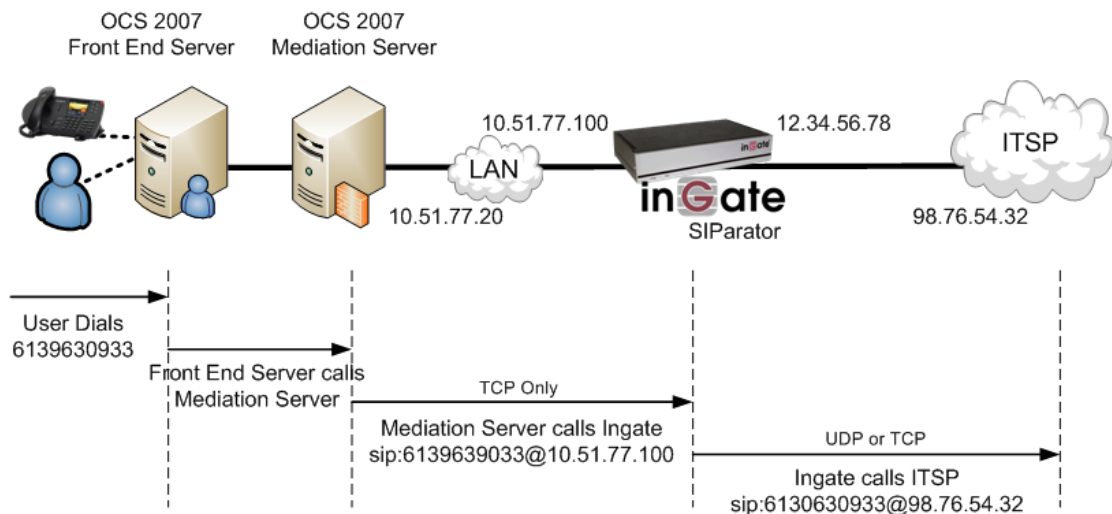 OCS 2007
Front End Server
OCS 2007
Mediation Server
10.51.77.100
12.34.56.78
LAN
ITSP
inGate
inGate
SIParator
10.51.77.20
98.76.54.32
User Dials
6139630933
Front End Server calls
Mediation Server
TCP Only
Mediation Server calls Ingate
sip:6139639033@10.51.77.100
UDP or TCP
Ingate calls ITSP
sip:6130630933@98.76.54.32